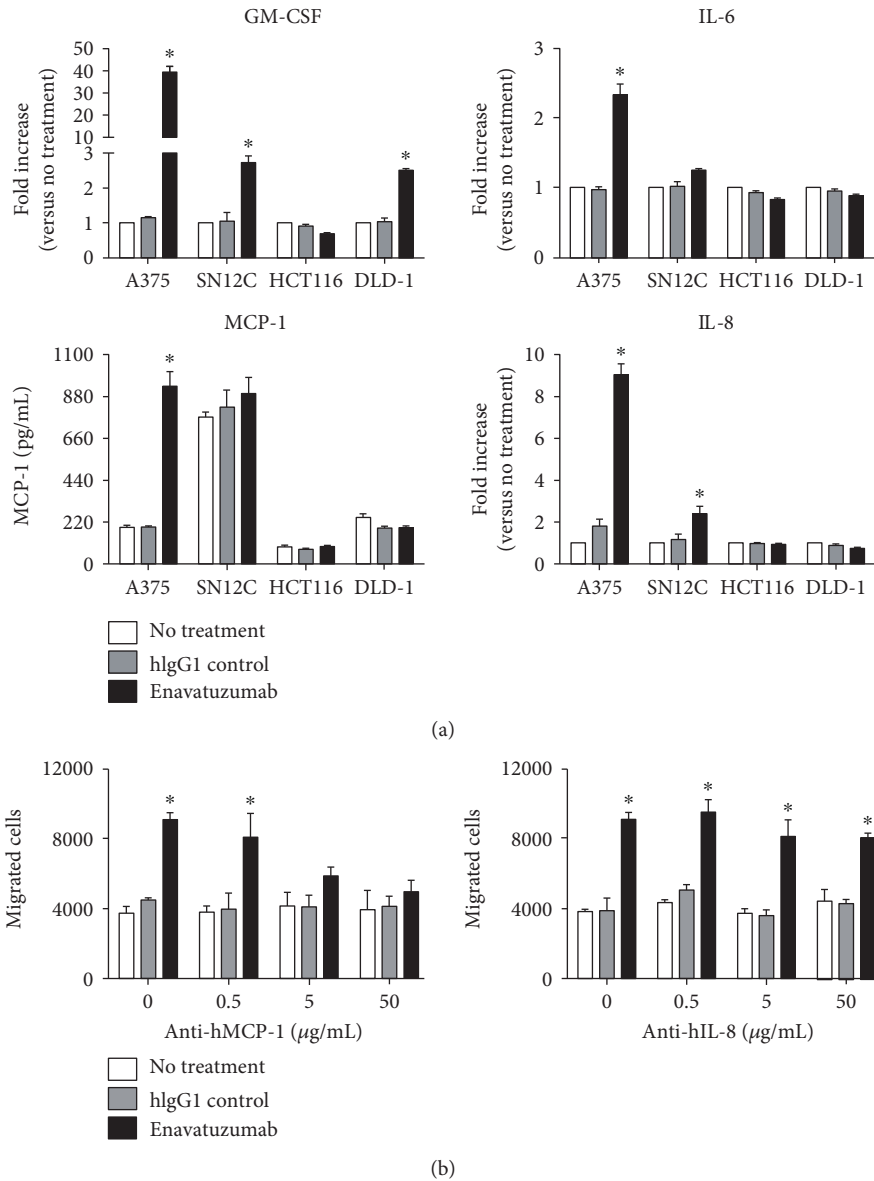 GM-CSF
50
40
30
20
10
3
2
1
0
Fold increase
(versus no treatment)
* * *
A375 SN12C HCT116 DLD-1
IL-6
3
2
1
0
Fold increase
(versus no treatment)
*
A375 SN12C HCT116 DLD-1
MCP-1
1100
880
660
440
220
0
MCP-1 (pg/mL)
*
A375 SN12C HCT116 DLD-1
IL-8
10
8
6
4
2
1
0
Fold increase
(versus no treatment)
* *
A375 SN12C HCT116 DLD-1
No treatment
hIgG1 control
Enavatuzumab
(a)
12000
8000
4000
0
Migrated cells
* *
0 0.5 5 50
Anti-hMCP-1 (μg/mL)
12000
8000
4000
0
Migrated cells
* * * *
0 0.5 5 50
Anti-hIL-8 (μg/mL)
No treatment
hIgG1 control
Enavatuzumab
(b)